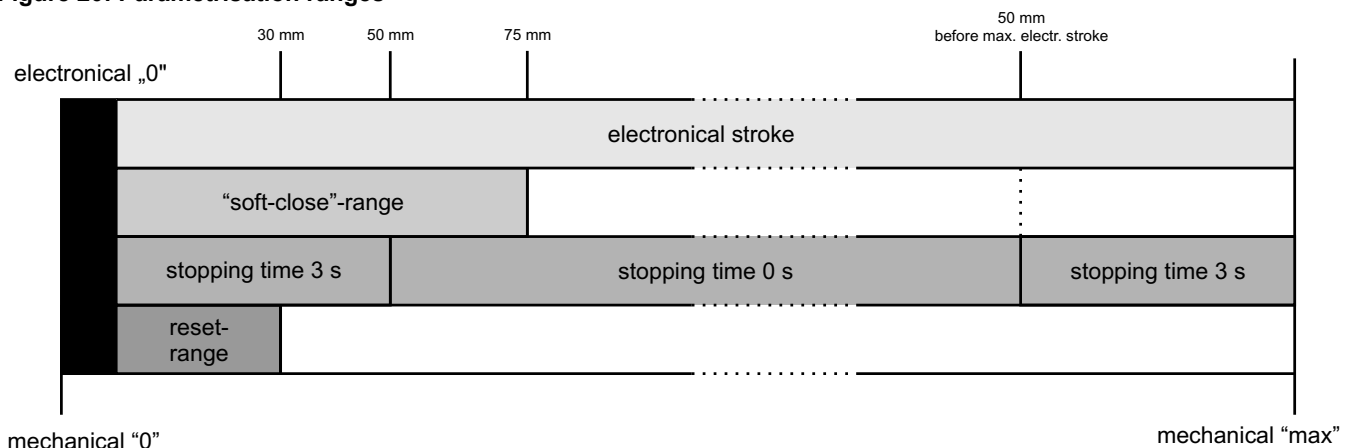 Figure 20: Parametrisation ranges
50 mm
before max. electr. stroke
30 mm
50 mm
75 mm
electronical „0"
electronical stroke
“soft-close”-range
stopping time 3 s
stopping time 0 s
stopping time 3 s
reset-
range
mechanical “0”
mechanical “max”